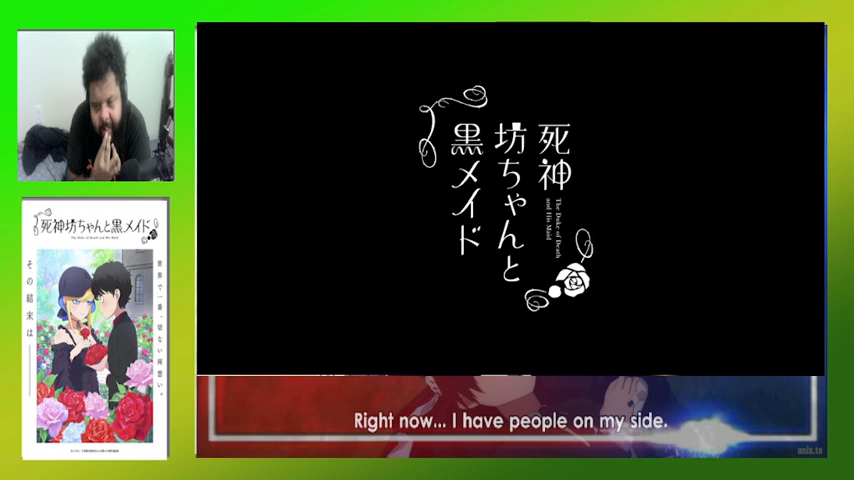 死神
坊ちゃんと
黒メイド
The Duke of Death
and His Maid
死神坊ちゃんと黒メイド
The Duke of Death and His Maid
世界で一番、切ない両想い。
その結末は
Right now... I have people on my side.
anix.to